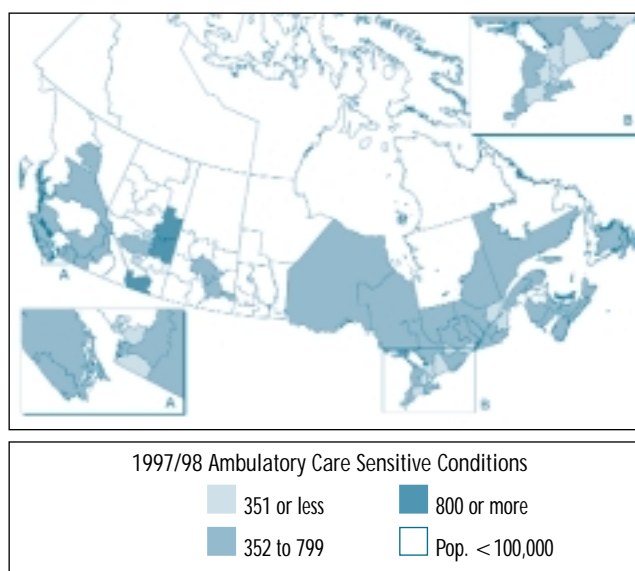 B
A
A
B
1997/98 Ambulatory Care Sensitive Conditions
351 or less
800 or more
352 to 799
Pop. < 100,000